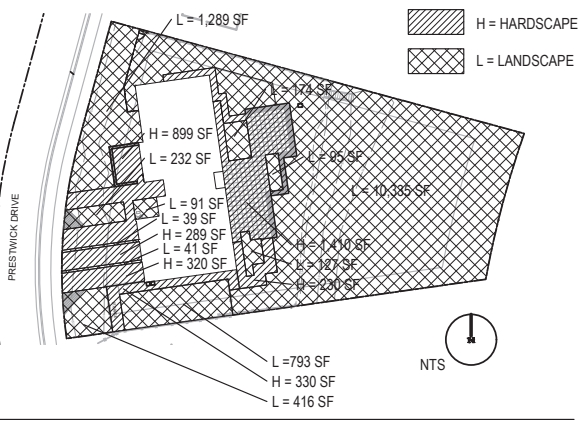 L = 1,289 SF
H = HARDSCAPE
L = LANDSCAPE
L = 174 SF
H = 899 SF
L = 232 SF
L = 95 SF
L = 10,335 SF
L = 91 SF
L = 39 SF
H = 289 SF
L = 41 SF
H = 320 SF
H = 1,410 SF
L = 127 SF
H = 230 SF
PRESTWICK DRIVE
L =793 SF
H = 330 SF
L = 416 SF
NTS
N